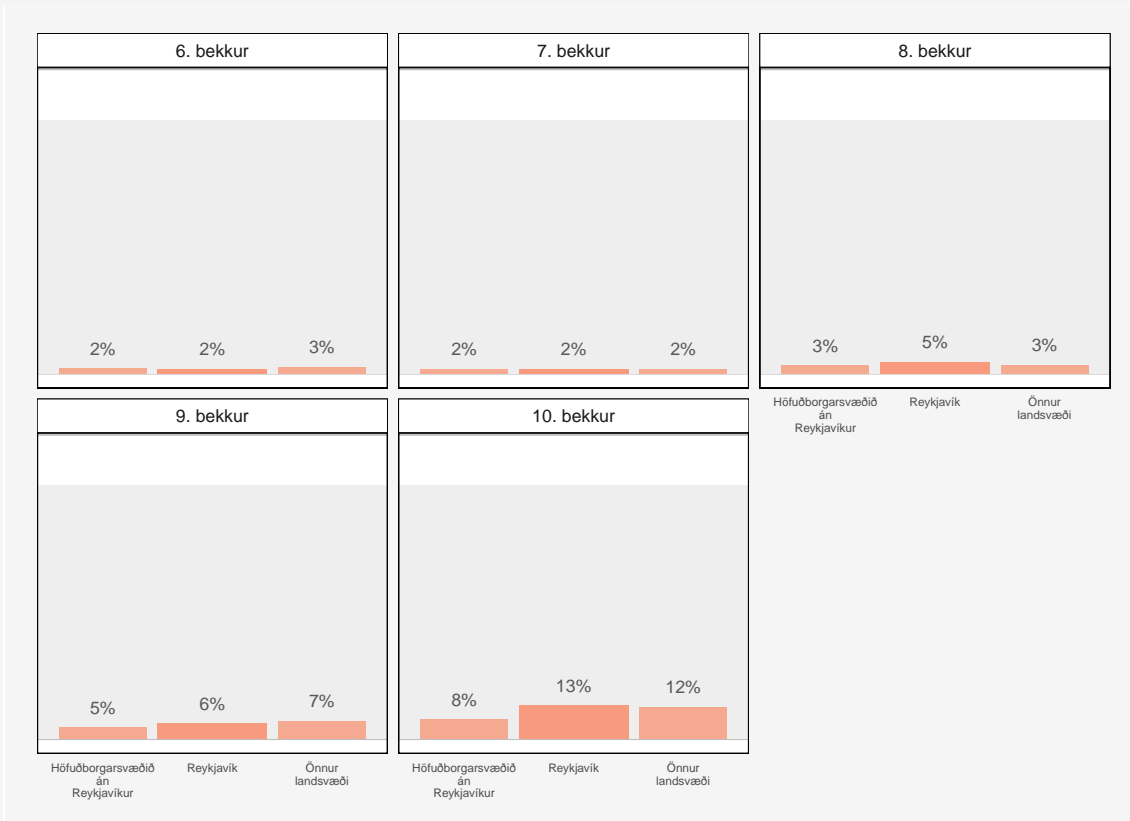 6. bekkur
7. bekkur
8. bekkur
2%
2%
3%
2%
2%
2%
3%
5%
3%
Höfuðborgarsvæðið
án
Reykjavíkur
Reykjavík
Önnur
landsvæði
9. bekkur
10. bekkur
5%
6%
7%
8%
13%
12%
Höfuðborgarsvæðið
án
Reykjavíkur
Reykjavík
Önnur
landsvæði
Höfuðborgarsvæðið
án
Reykjavíkur
Reykjavík
Önnur
landsvæði